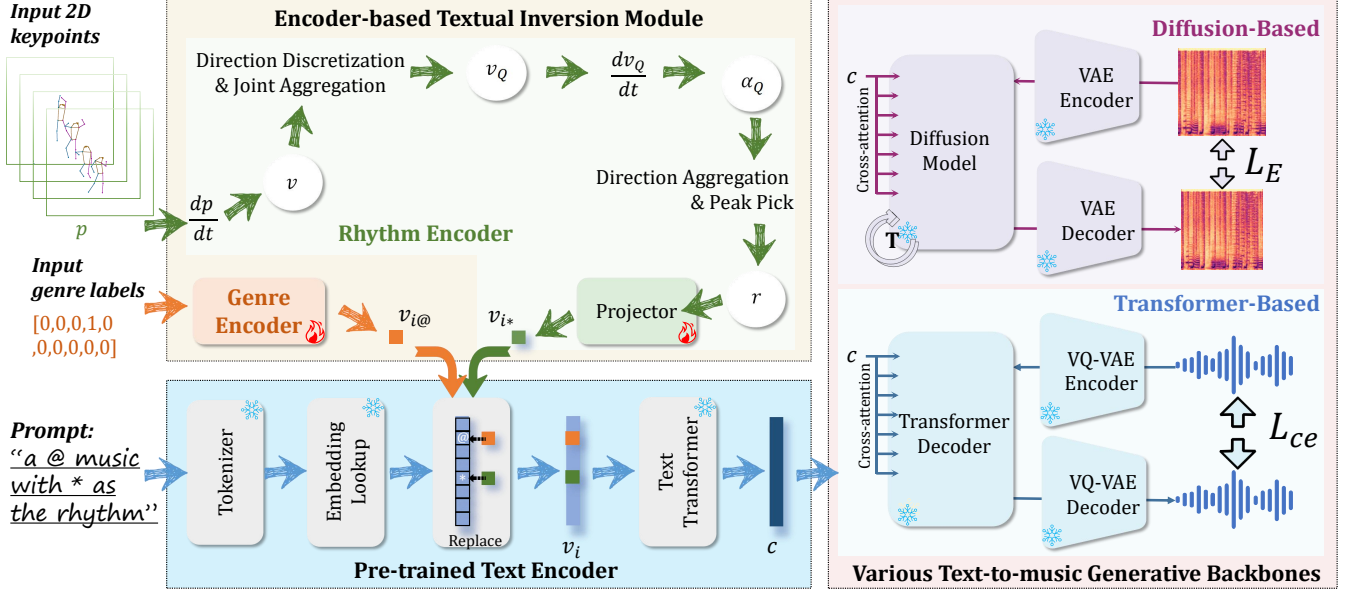 Input 2D
keypoints
p
Encoder-based Textual Inversion Module
Direction Discretization
& Joint Aggregation
v_Q
dv_Q
dt
α_Q
v
dp
dt
Direction Aggregation
& Peak Pick
Rhythm Encoder
r
Input
genre labels
[0,0,0,1,0
,0,0,0,0,0]
Genre
Encoder
v_{i@}
v_{i*}
Projector
Prompt:
“a @ music
with * as
the rhythm”
Tokenizer
Embedding
Lookup
@
*
Replace
v_i
Text
Transformer
c
Pre-trained Text Encoder
Diffusion-Based
c
Cross-attention
Diffusion
Model
T
VAE
Encoder
VAE
Decoder
L_E
Transformer-Based
c
Cross-attention
Transformer
Decoder
VQ-VAE
Encoder
VQ-VAE
Decoder
L_{ce}
Various Text-to-music Generative Backbones